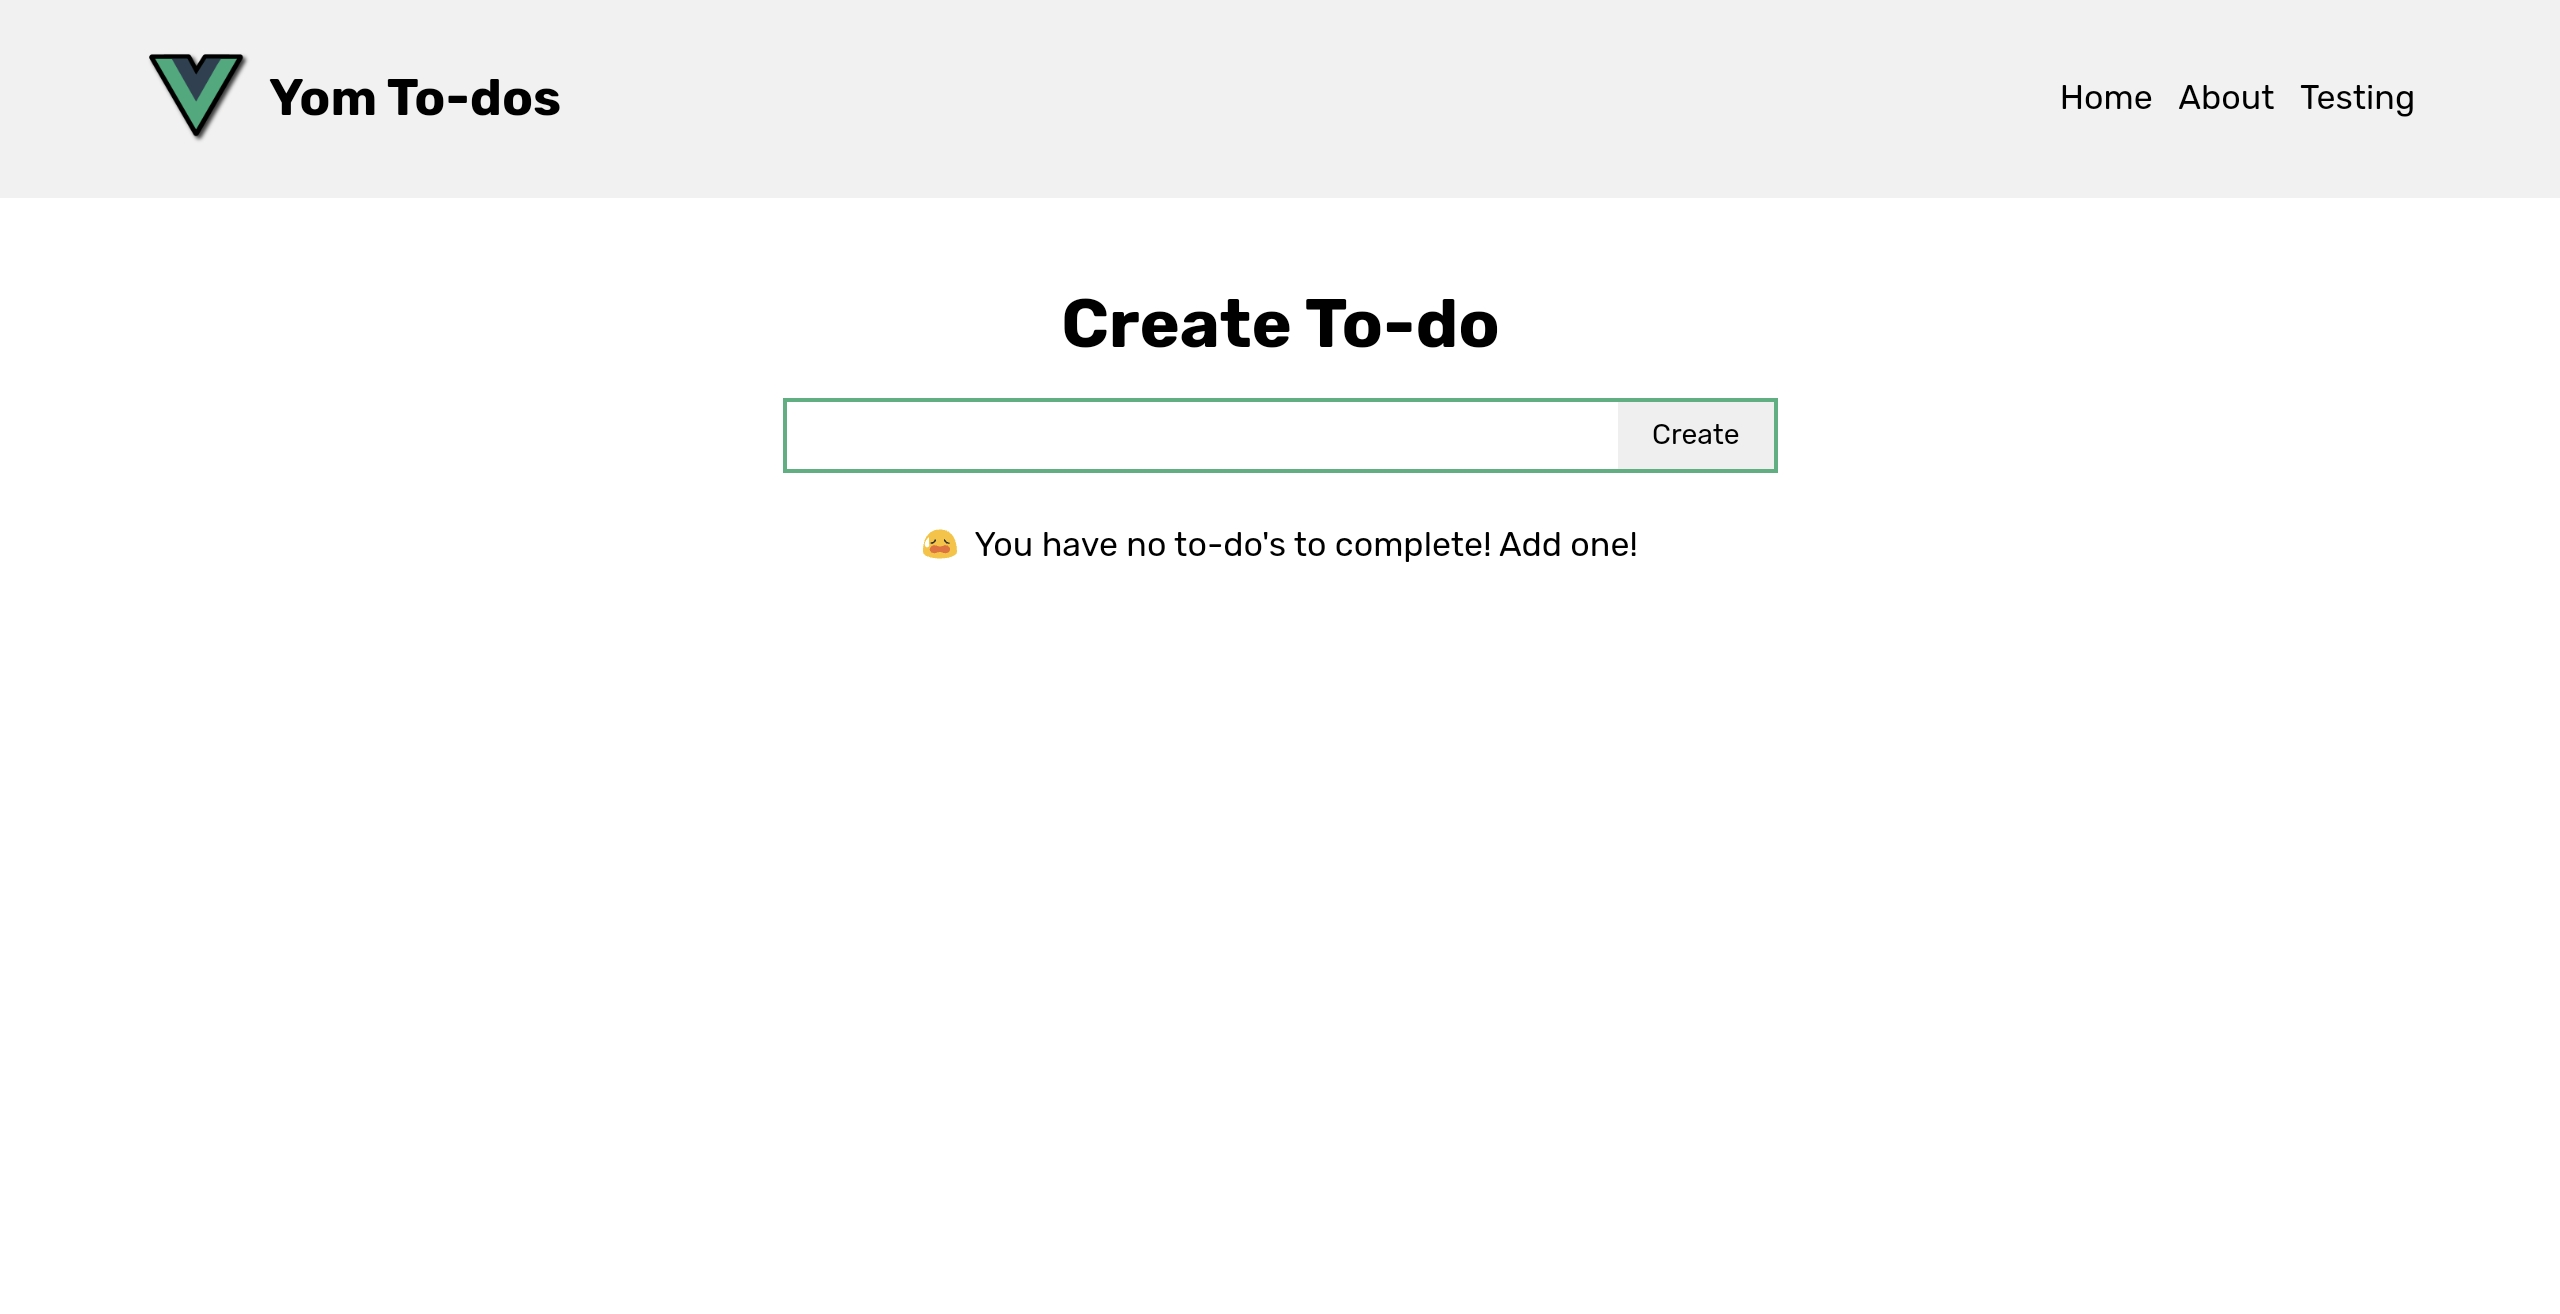 Yom To-dos
Home About Testing
Create To-do
Create
You have no to-do's to complete! Add one!